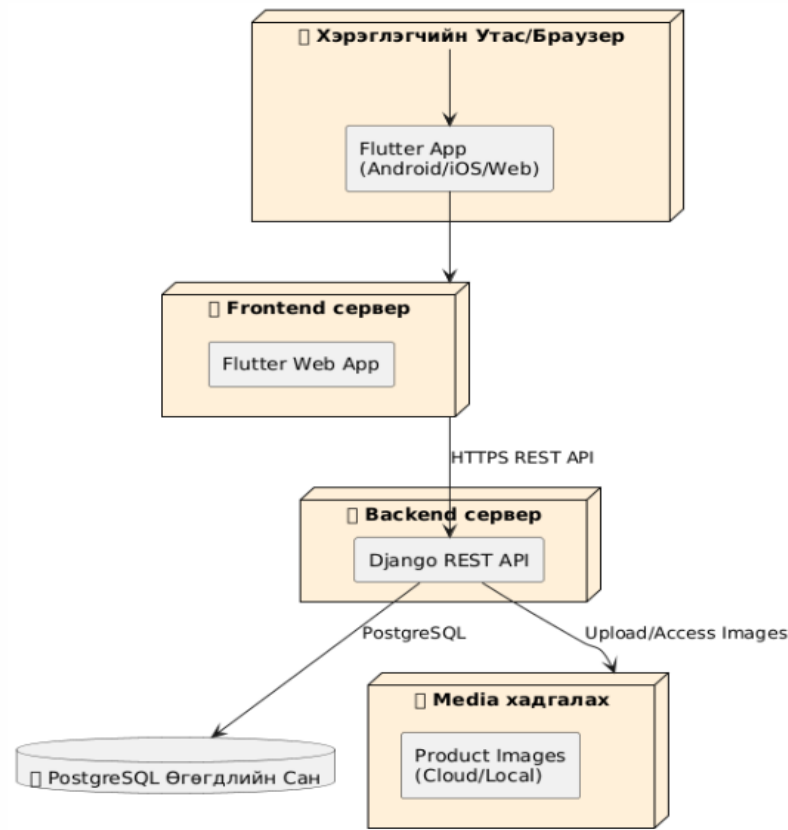 Хэрэглэгчийн Утас/Браузер
Flutter App
(Android/iOS/Web)
Frontend сервер
Flutter Web App
HTTPS REST API
Backend сервер
Django REST API
PostgreSQL
Upload/Access Images
Media хадгалах
Product Images
(Cloud/Local)
PostgreSQL Өгөгдлийн Сан